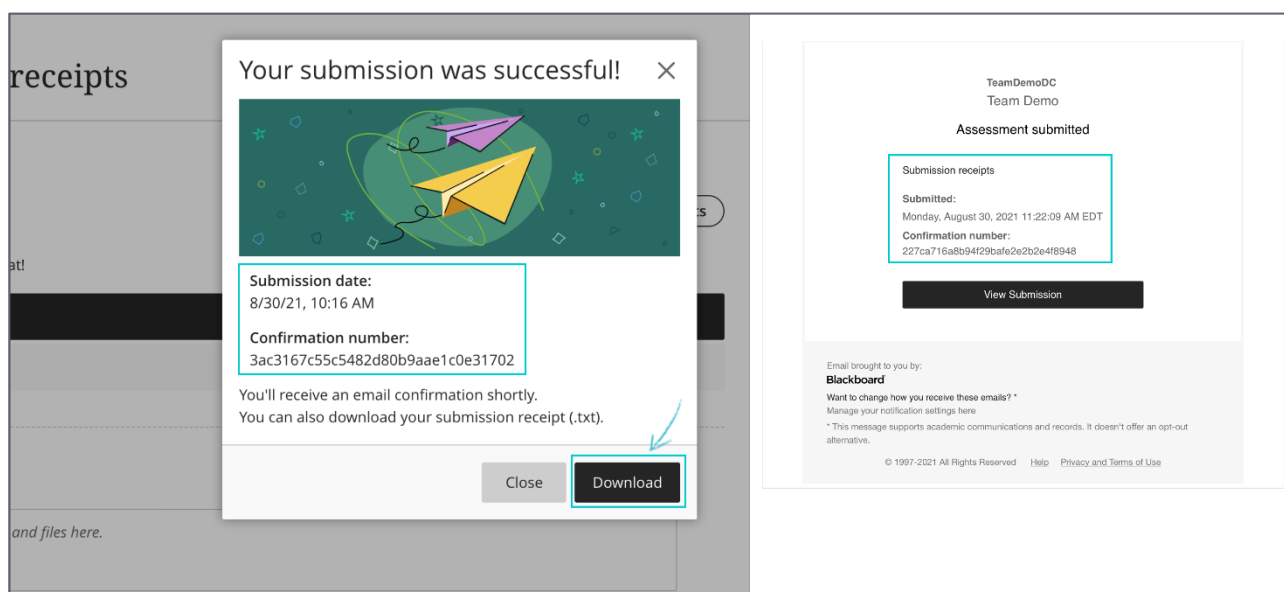 receipts
Your submission was successful!
ts
at!
Submission date:
8/30/21, 10:16 AM
Confirmation number:
3ac3167c55c5482d80b9aae1c0e31702
You'll receive an email confirmation shortly.
You can also download your submission receipt (.txt).
Close
Download
and files here.
TeamDemoDC
Team Demo
Assessment submitted
Submission receipts
Submitted:
Monday, August 30, 2021 11:22:09 AM EDT
Confirmation number:
227ca716a8b94f29bafe2e2b2e4f8948
View Submission
Email brought to you by:
Blackboard
Want to change how you receive these emails? *
Manage your notification settings here
* This message supports academic communications and records. It doesn't offer an opt-out
alternative.
© 1997-2021 All Rights Reserved Help Privacy and Terms of Use